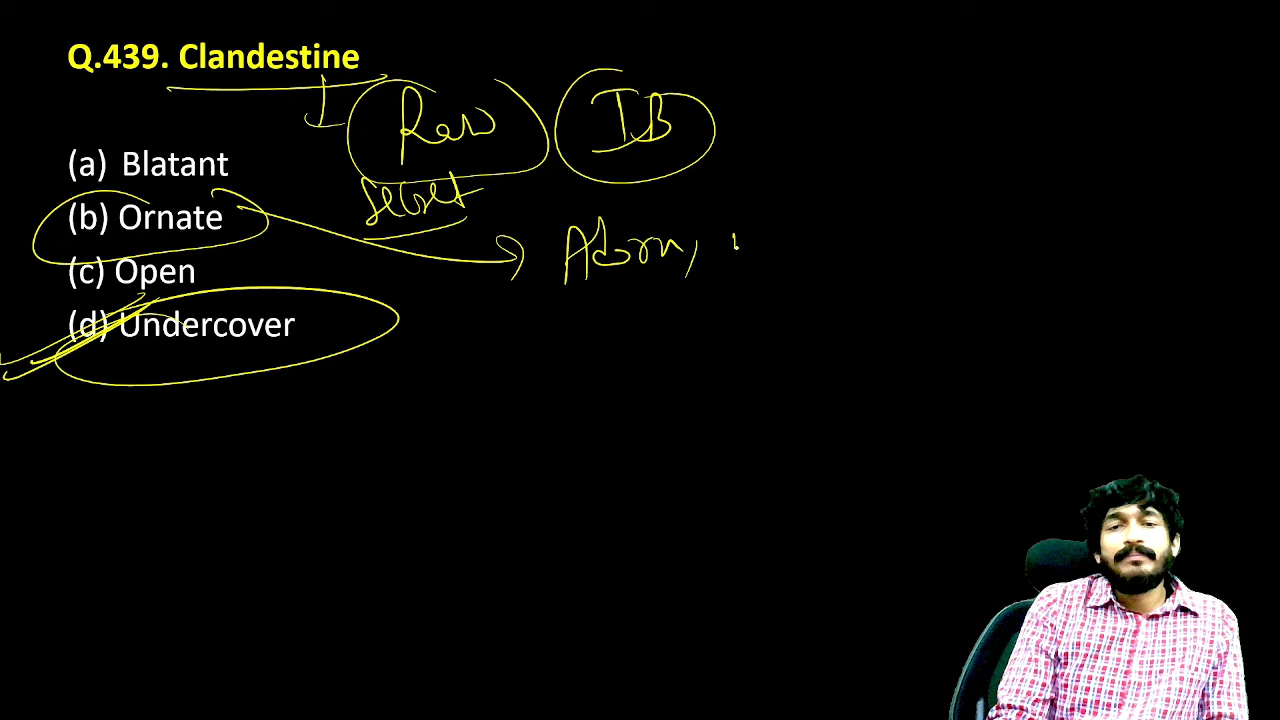 Q.439. Clandestine
Raw IB
(a) Blatant
secret
(b) Ornate
Adorn,
(c) Open
(d) Undercover